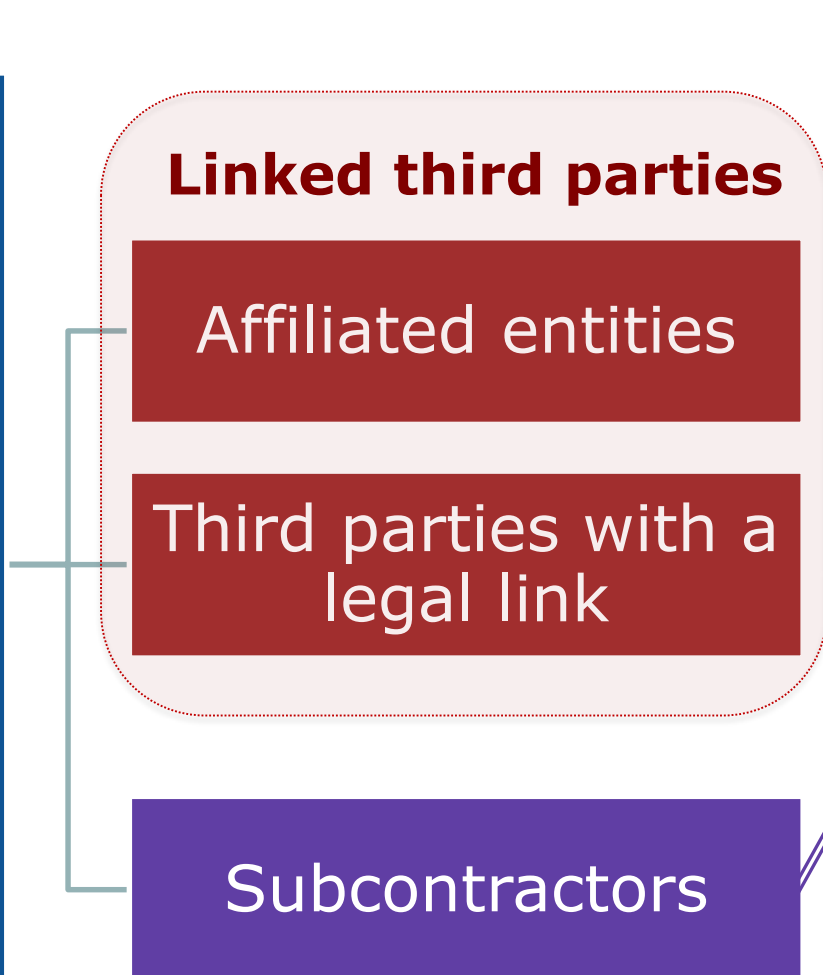 Linked third parties
Affiliated entities
Third parties with a
legal link
Subcontractors